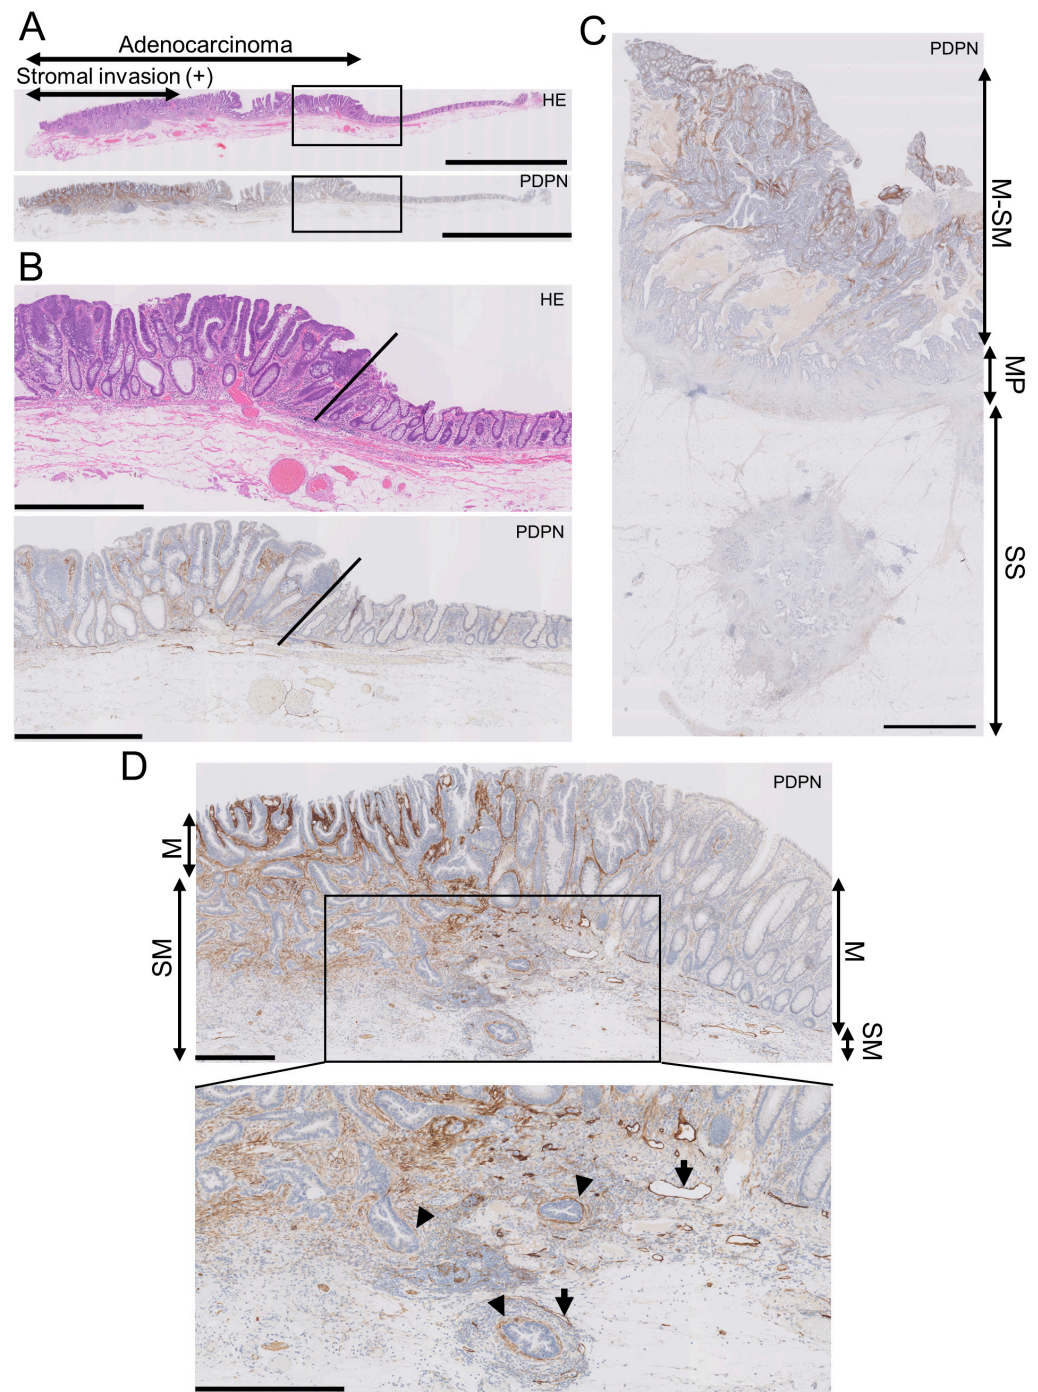 A
Adenocarcinoma
Stromal invasion (+)
HE
PDPN
B
HE
PDPN
C
PDPN
M-SM
MP
SS
D
PDPN
M
SM
M
SM